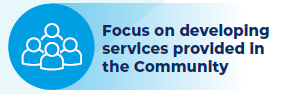 Focus on developing
services provided in
the Community